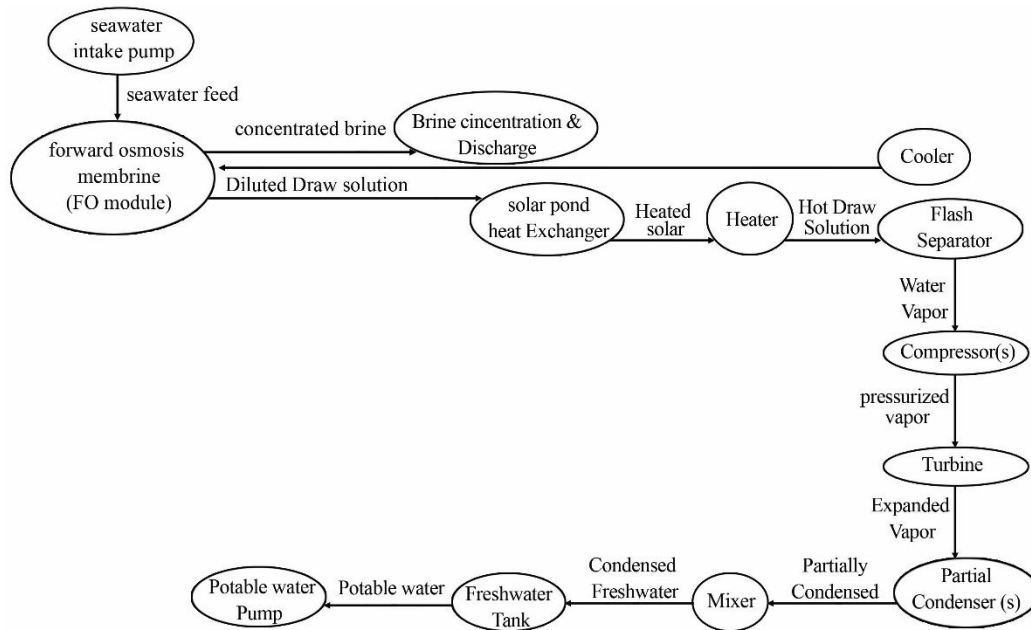 seawater
intake pump
seawater feed
forward osmosis
membrine
(FO module)
concentrated brine
Brine cincentration &
Discharge
Cooler
Diluted Draw solution
solar pond
heat Exchanger
Heated
solar
Heater
Hot Draw
Solution
Flash
Separator
Water
Vapor
Compressor(s)
pressurized
vapor
Turbine
Expanded
Vapor
Partial
Condenser (s)
Partially
Condensed
Mixer
Condensed
Freshwater
Freshwater
Tank
Potable water
Potable water
Pump